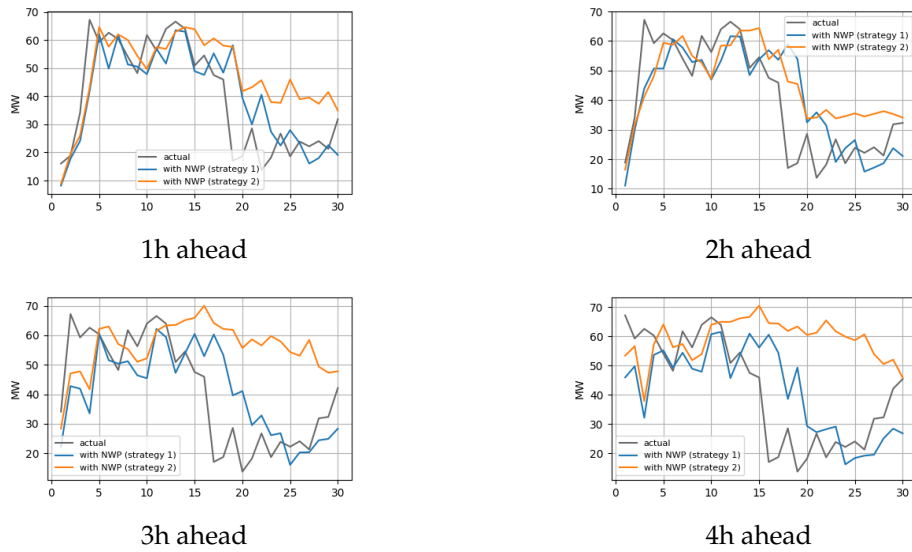 70
60
50
40
30
20
10
MW
actual
with NWP (strategy 1)
with NWP (strategy 2)
0 5 10 15 20 25 30
1h ahead
70
60
50
40
30
20
10
MW
actual
with NWP (strategy 1)
with NWP (strategy 2)
0 5 10 15 20 25 30
2h ahead
70
60
50
40
30
20
MW
actual
with NWP (strategy 1)
with NWP (strategy 2)
0 5 10 15 20 25 30
3h ahead
70
60
50
40
30
20
MW
actual
with NWP (strategy 1)
with NWP (strategy 2)
0 5 10 15 20 25 30
4h ahead